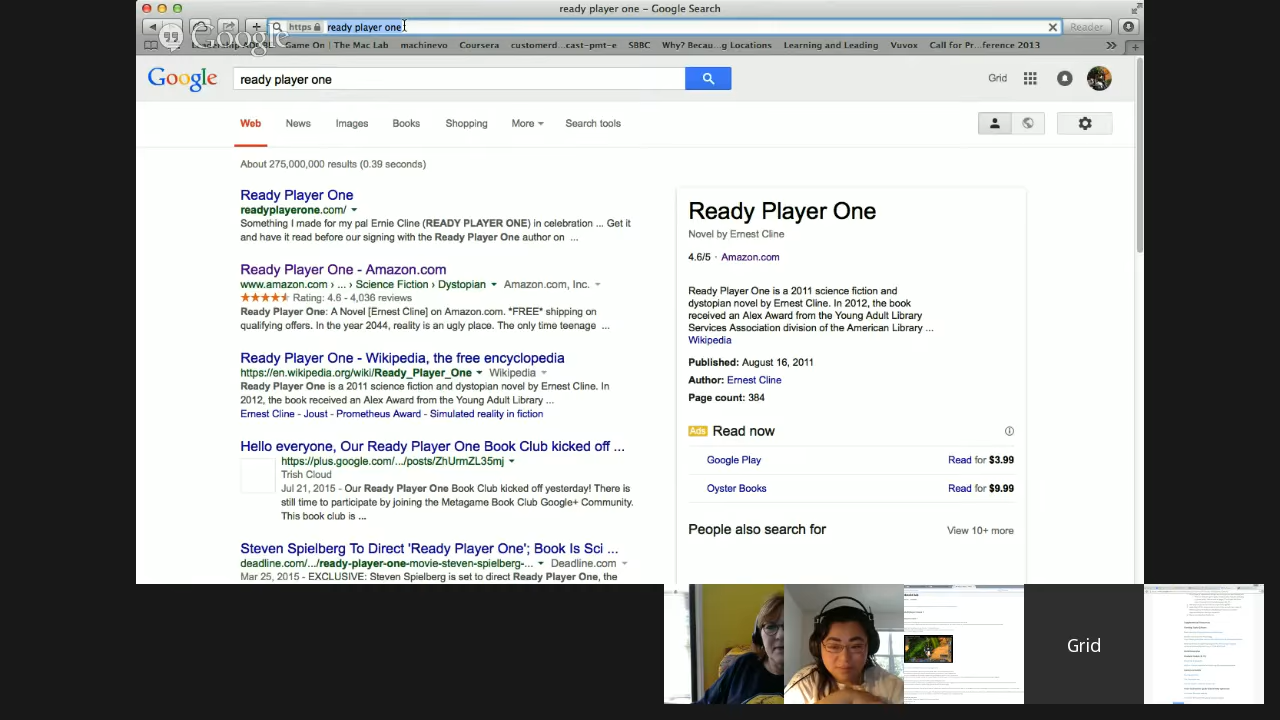 ready player one – Google Search
https ready player one
Reader
Google
Game On | The Mac Lab machinevo Coursera customerd...cast-pmt-e SBBC Why? Becau...g Locations Learning and Leading Vuvox Call for Pr...ference 2013
Google ready player one
Grid
Web News Images Books Shopping More Search tools
About 275,000,000 results (0.39 seconds)
Ready Player One
readyplayerone.com/
Something I made for my pal Ernie Cline (READY PLAYER ONE) in celebration ... Get it
and have it read before our signing with the Ready Player One author on ...
Ready Player One - Amazon.com
www.amazon.com › ... › Science Fiction › Dystopian Amazon.com, Inc.
Rating: 4.6 - 4,036 reviews
Ready Player One: A Novel [Ernest Cline] on Amazon.com. *FREE* shipping on
qualifying offers. In the year 2044, reality is an ugly place. The only time teenage ...
Ready Player One - Wikipedia, the free encyclopedia
https://en.wikipedia.org/wiki/Ready_Player_One Wikipedia
Ready Player One is a 2011 science fiction and dystopian novel by Ernest Cline. In
2012, the book received an Alex Award from the Young Adult Library ...
Ernest Cline - Joust - Prometheus Award - Simulated reality in fiction
Hello everyone, Our Ready Player One Book Club kicked off ...
https://plus.google.com/.../posts/ZhUrmZL35mj
Trish Cloud
Jul 21, 2015 - Our Ready Player One Book Club kicked off yesterday! There is
still time to participate by joining the Metagame Book Club Google+ Community.
This book club is ...
Steven Spielberg To Direct 'Ready Player One'; Book Is Sci ...
deadline.com/.../ready-player-one-movie-steven-spielberg-... Deadline.com
Mar 25, 2015 - EXCLUSIVE: Steven Spielberg is set to direct Ready Player One, the
Ready Player One
Novel by Ernest Cline
4.6/5 · Amazon.com
Ready Player One is a 2011 science fiction and
dystopian novel by Ernest Cline. In 2012, the book
received an Alex Award from the Young Adult Library
Services Association division of the American Library ...
Wikipedia
Published: August 16, 2011
Author: Ernest Cline
Page count: 384
Ads Read now
Google Play Read for $3.99
Oyster Books Read for $9.99
People also search for View 10+ more
Grid